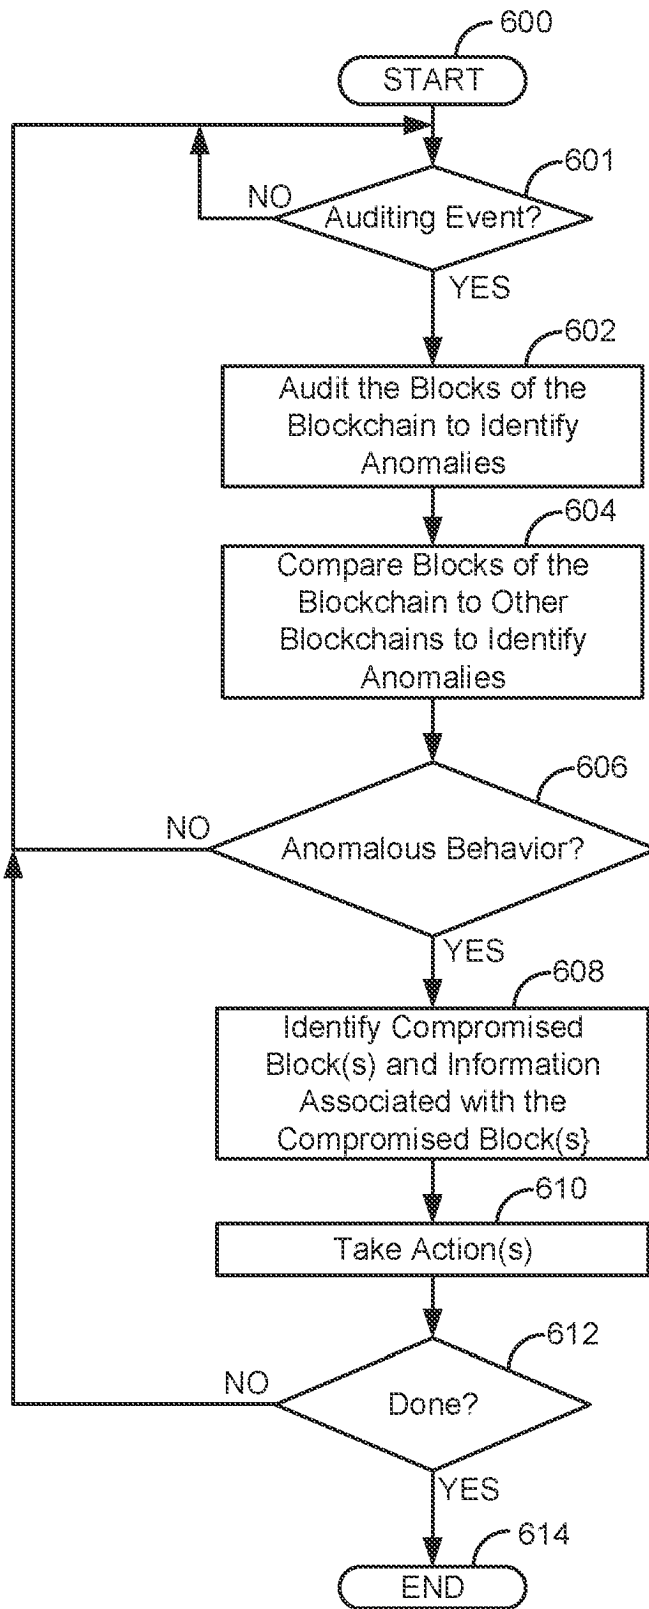 600
START
601
NO
Auditing Event?
YES
602
Audit the Blocks of the
Blockchain to Identify
Anomalies
604
Compare Blocks of the
Blockchain to Other
Blockchains to Identify
Anomalies
606
NO
Anomalous Behavior?
YES
608
Identify Compromised
Block(s) and Information
Associated with the
Compromised Block(s}
610
Take Action(s)
612
NO
Done?
YES
614
END